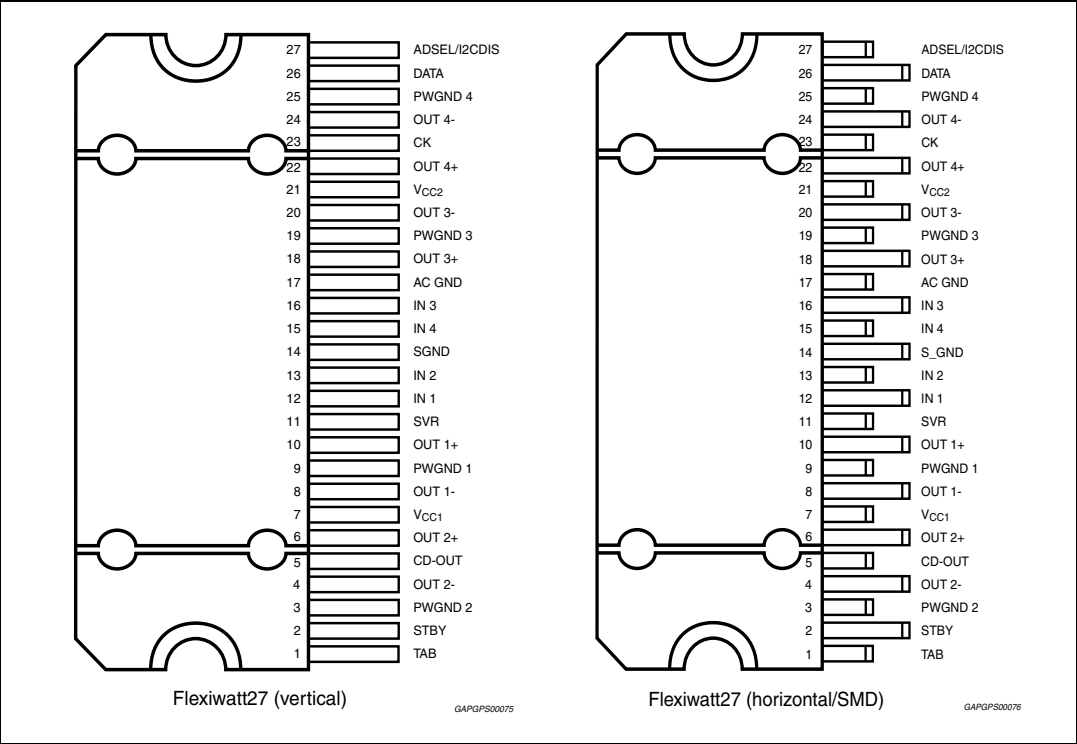 27 ADSEL/I2CDIS
26 DATA
25 PWGND 4
24 OUT 4-
23 CK
22 OUT 4+
21 VCC2
20 OUT 3-
19 PWGND 3
18 OUT 3+
17 AC GND
16 IN 3
15 IN 4
14 SGND
13 IN 2
12 IN 1
11 SVR
10 OUT 1+
9 PWGND 1
8 OUT 1-
7 VCC1
6 OUT 2+
5 CD-OUT
4 OUT 2-
3 PWGND 2
2 STBY
1 TAB
Flexiwatt27 (vertical)
GAPGPS00075
27 ADSEL/I2CDIS
26 DATA
25 PWGND 4
24 OUT 4-
23 CK
22 OUT 4+
21 VCC2
20 OUT 3-
19 PWGND 3
18 OUT 3+
17 AC GND
16 IN 3
15 IN 4
14 S_GND
13 IN 2
12 IN 1
11 SVR
10 OUT 1+
9 PWGND 1
8 OUT 1-
7 VCC1
6 OUT 2+
5 CD-OUT
4 OUT 2-
3 PWGND 2
2 STBY
1 TAB
Flexiwatt27 (horizontal/SMD)
GAPGPS00076